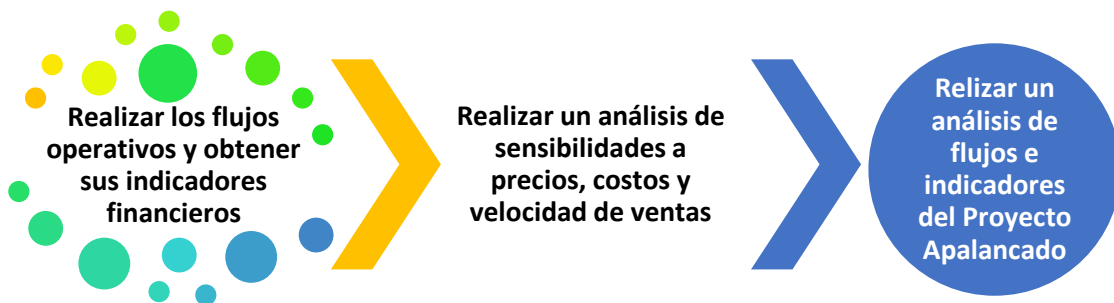 Realizar los flujos
operativos y obtener
sus indicadores
financieros
Realizar un análisis de
sensibilidades a
precios, costos y
velocidad de ventas
Relizar un
análisis de
flujos e
indicadores
del Proyecto
Apalancado